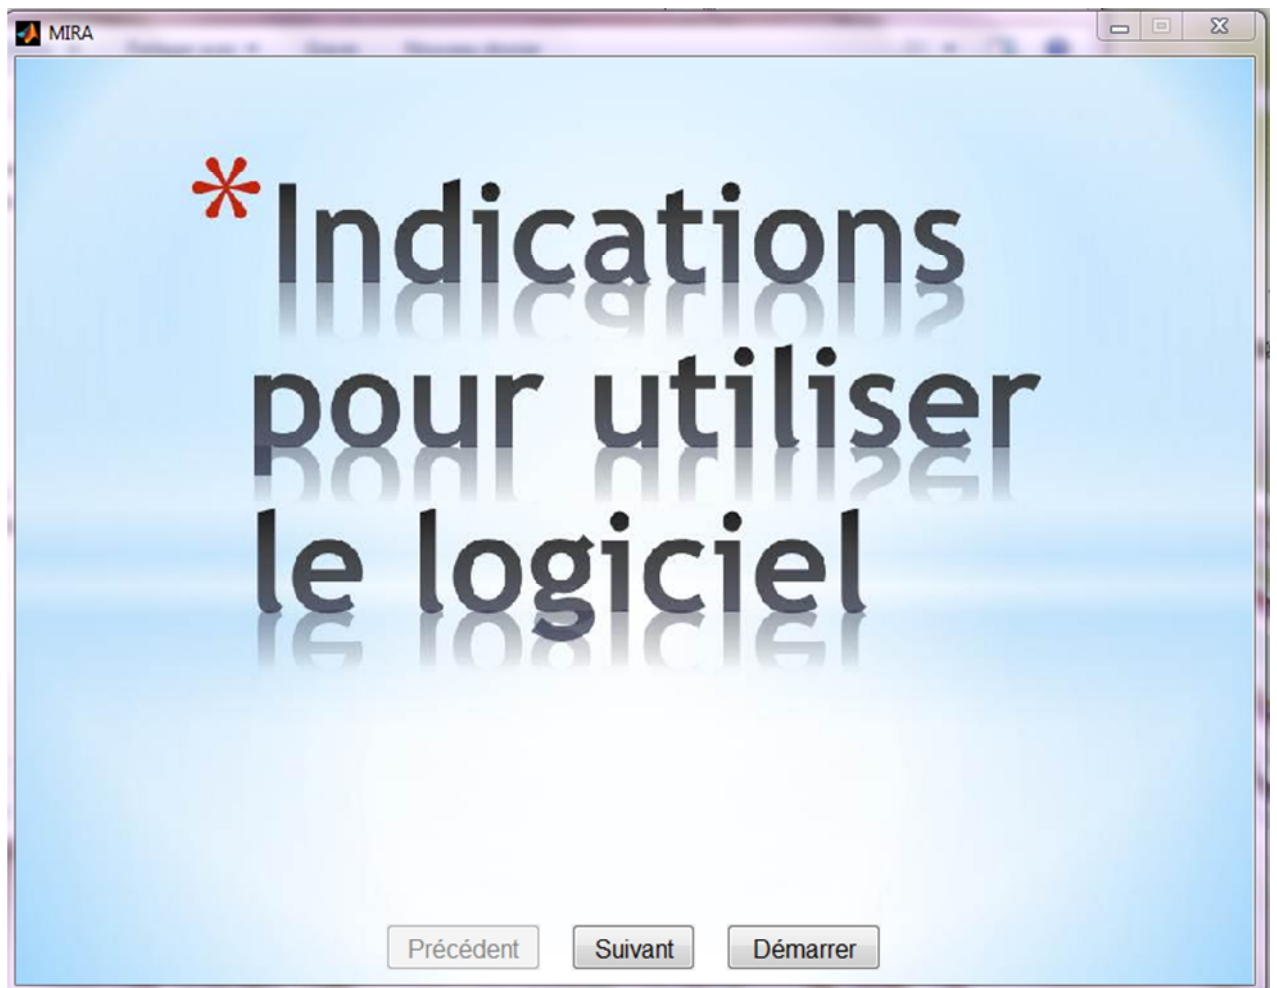 MIRA
*Indications
pour utiliser
le logiciel
Précédent Suivant Démarrer